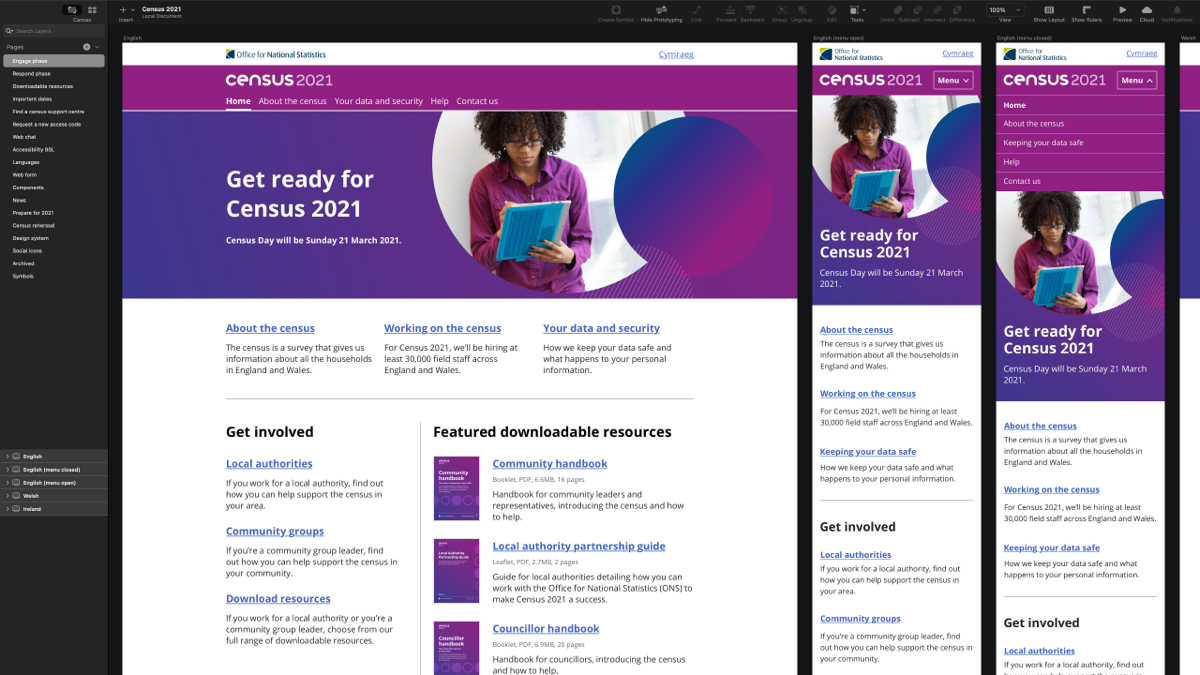 Canvas
Insert
Census 2021
Local Document
Create Symbol
Hide Prototyping
Link
Forward
Backward
Group
Ungroup
Edit
Tools
Union
Subtract
Intersect
Difference
100%
View
Show Layout
Show Rulers
Preview
Cloud
Notifications
Search Layers
Pages
Engage phase
Respond phase
Downloadable resources
Important dates
Find a census support centre
Request a new access code
Web chat
Accessibility BSL
Languages
Web form
Components
News
Prepare for 2021
Census rehersal
Design system
Social icons
Archived
Symbols
English
English (menu closed)
English (menu open)
Welsh
Ireland
English
Office for National Statistics
Cymraeg
census 2021
Home About the census Your data and security Help Contact us
Get ready for
Census 2021
Census Day will be Sunday 21 March 2021.
About the census
The census is a survey that gives us
information about all the households
in England and Wales.
Working on the census
For Census 2021, we'll be hiring at
least 30,000 field staff across
England and Wales.
Your data and security
How we keep your data safe and
what happens to your personal
information.
Get involved
Local authorities
If you work for a local authority, find out
how you can help support the census in
your area.
Community groups
If you're a community group leader, find
out how you can help support the census in
your community.
Download resources
If you work for a local authority or you're a
community group leader, choose from our
full range of downloadable resources.
Featured downloadable resources
Community
handbook
Community handbook
Booklet, PDF, 6.6MB, 16 pages
Handbook for community leaders and
representatives, introducing the census and how
to help.
Local Authority
Partnership Guide
Local authority partnership guide
Leaflet, PDF, 2.7MB, 2 pages
Guide for local authorities detailing how you can
work with the Office for National Statistics (ONS) to
make Census 2021 a success.
Councillor
handbook
Councillor handbook
Booklet, PDF, 6.9MB, 20 pages
Handbook for councillors, introducing the census
and how to help.
English (menu open)
Office for
National Statistics
Cymraeg
census 2021
Menu
Get ready for
Census 2021
Census Day will be Sunday 21 March
2021.
About the census
The census is a survey that gives us
information about all the households in
England and Wales.
Working on the census
For Census 2021, we'll be hiring at least
30,000 field staff across England and Wales.
Keeping your data safe
How we keep your data safe and what
happens to your personal information.
Get involved
Local authorities
If you work for a local authority, find out
how you can help support the census in
your area.
Community groups
If you're a community group leader, find
out how you can help support the census in
your community.
English (menu closed)
Office for
National Statistics
Cymraeg
census 2021
Menu
Home
About the census
Keeping your data safe
Help
Contact us
Get ready for
Census 2021
Census Day will be Sunday 21 March
2021.
About the census
The census is a survey that gives us
information about all the households in
England and Wales.
Working on the census
For Census 2021, we'll be hiring at least
30,000 field staff across England and Wales.
Keeping your data safe
How we keep your data safe and what
happens to your personal information.
Get involved
Local authorities
If you work for a local authority, find out
Welsh